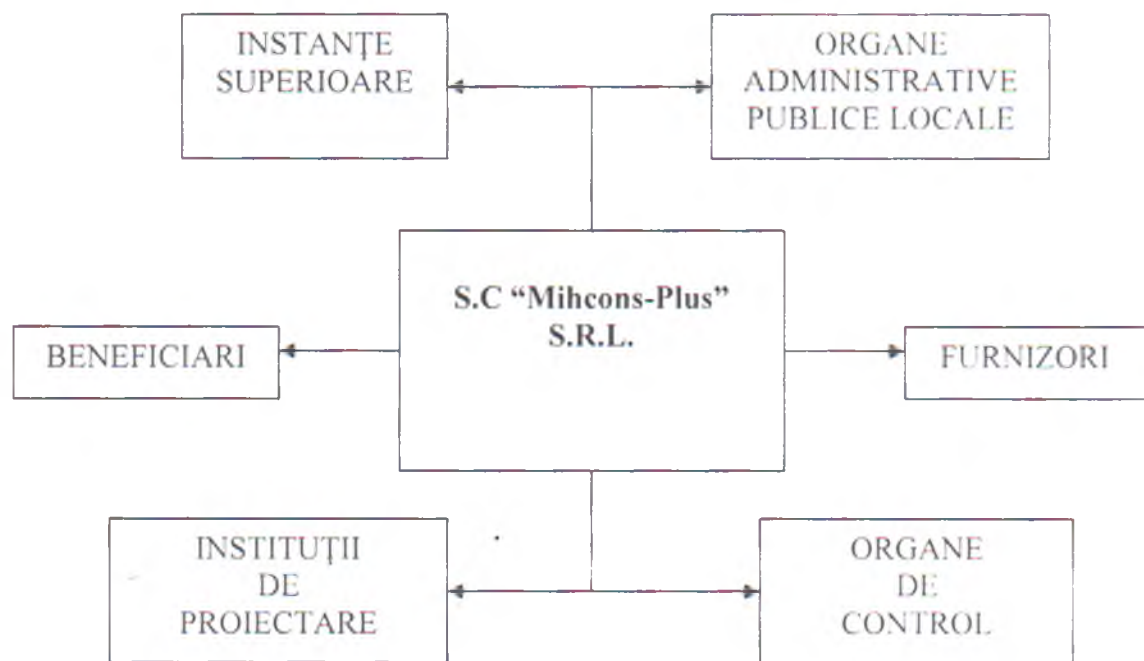 INSTANȚE
SUPERIOARE
ORGANE
ADMINISTRATIVE
PUBLICE LOCALE
S.C “Mihcons-Plus”
S.R.L.
BENEFICIARI
FURNIZORI
INSTITUȚII
DE
PROIECTARE
ORGANE
DE
CONTROL